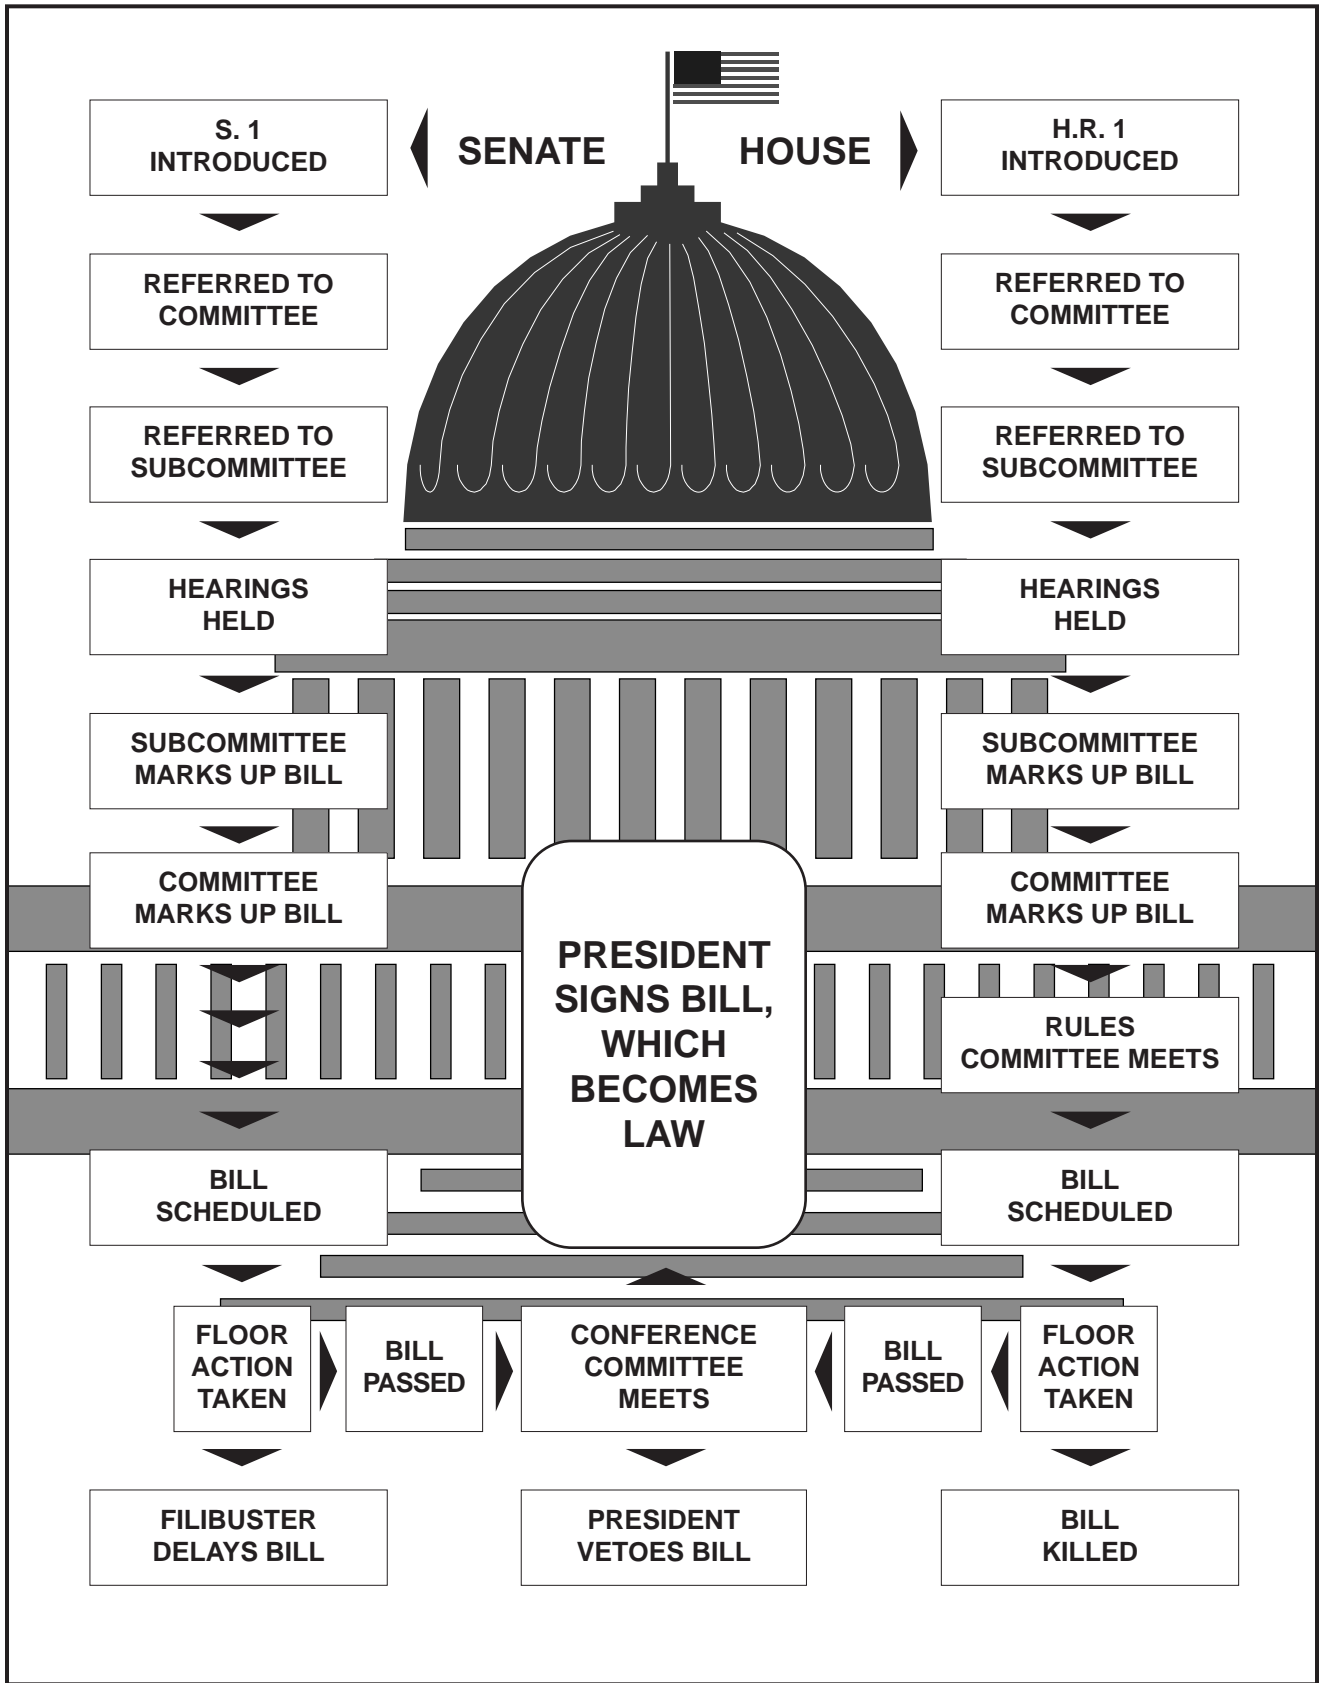 SENATE
HOUSE
S. 1
INTRODUCED
REFERRED TO
COMMITTEE
REFERRED TO
SUBCOMMITTEE
HEARINGS
HELD
SUBCOMMITTEE
MARKS UP BILL
COMMITTEE
MARKS UP BILL
BILL
SCHEDULED
FLOOR
ACTION
TAKEN
BILL
PASSED
FILIBUSTER
DELAYS BILL
H.R. 1
INTRODUCED
REFERRED TO
COMMITTEE
REFERRED TO
SUBCOMMITTEE
HEARINGS
HELD
SUBCOMMITTEE
MARKS UP BILL
COMMITTEE
MARKS UP BILL
RULES
COMMITTEE MEETS
BILL
SCHEDULED
FLOOR
ACTION
TAKEN
BILL
PASSED
BILL
KILLED
CONFERENCE
COMMITTEE
MEETS
PRESIDENT
SIGNS BILL,
WHICH
BECOMES
LAW
PRESIDENT
VETOES BILL